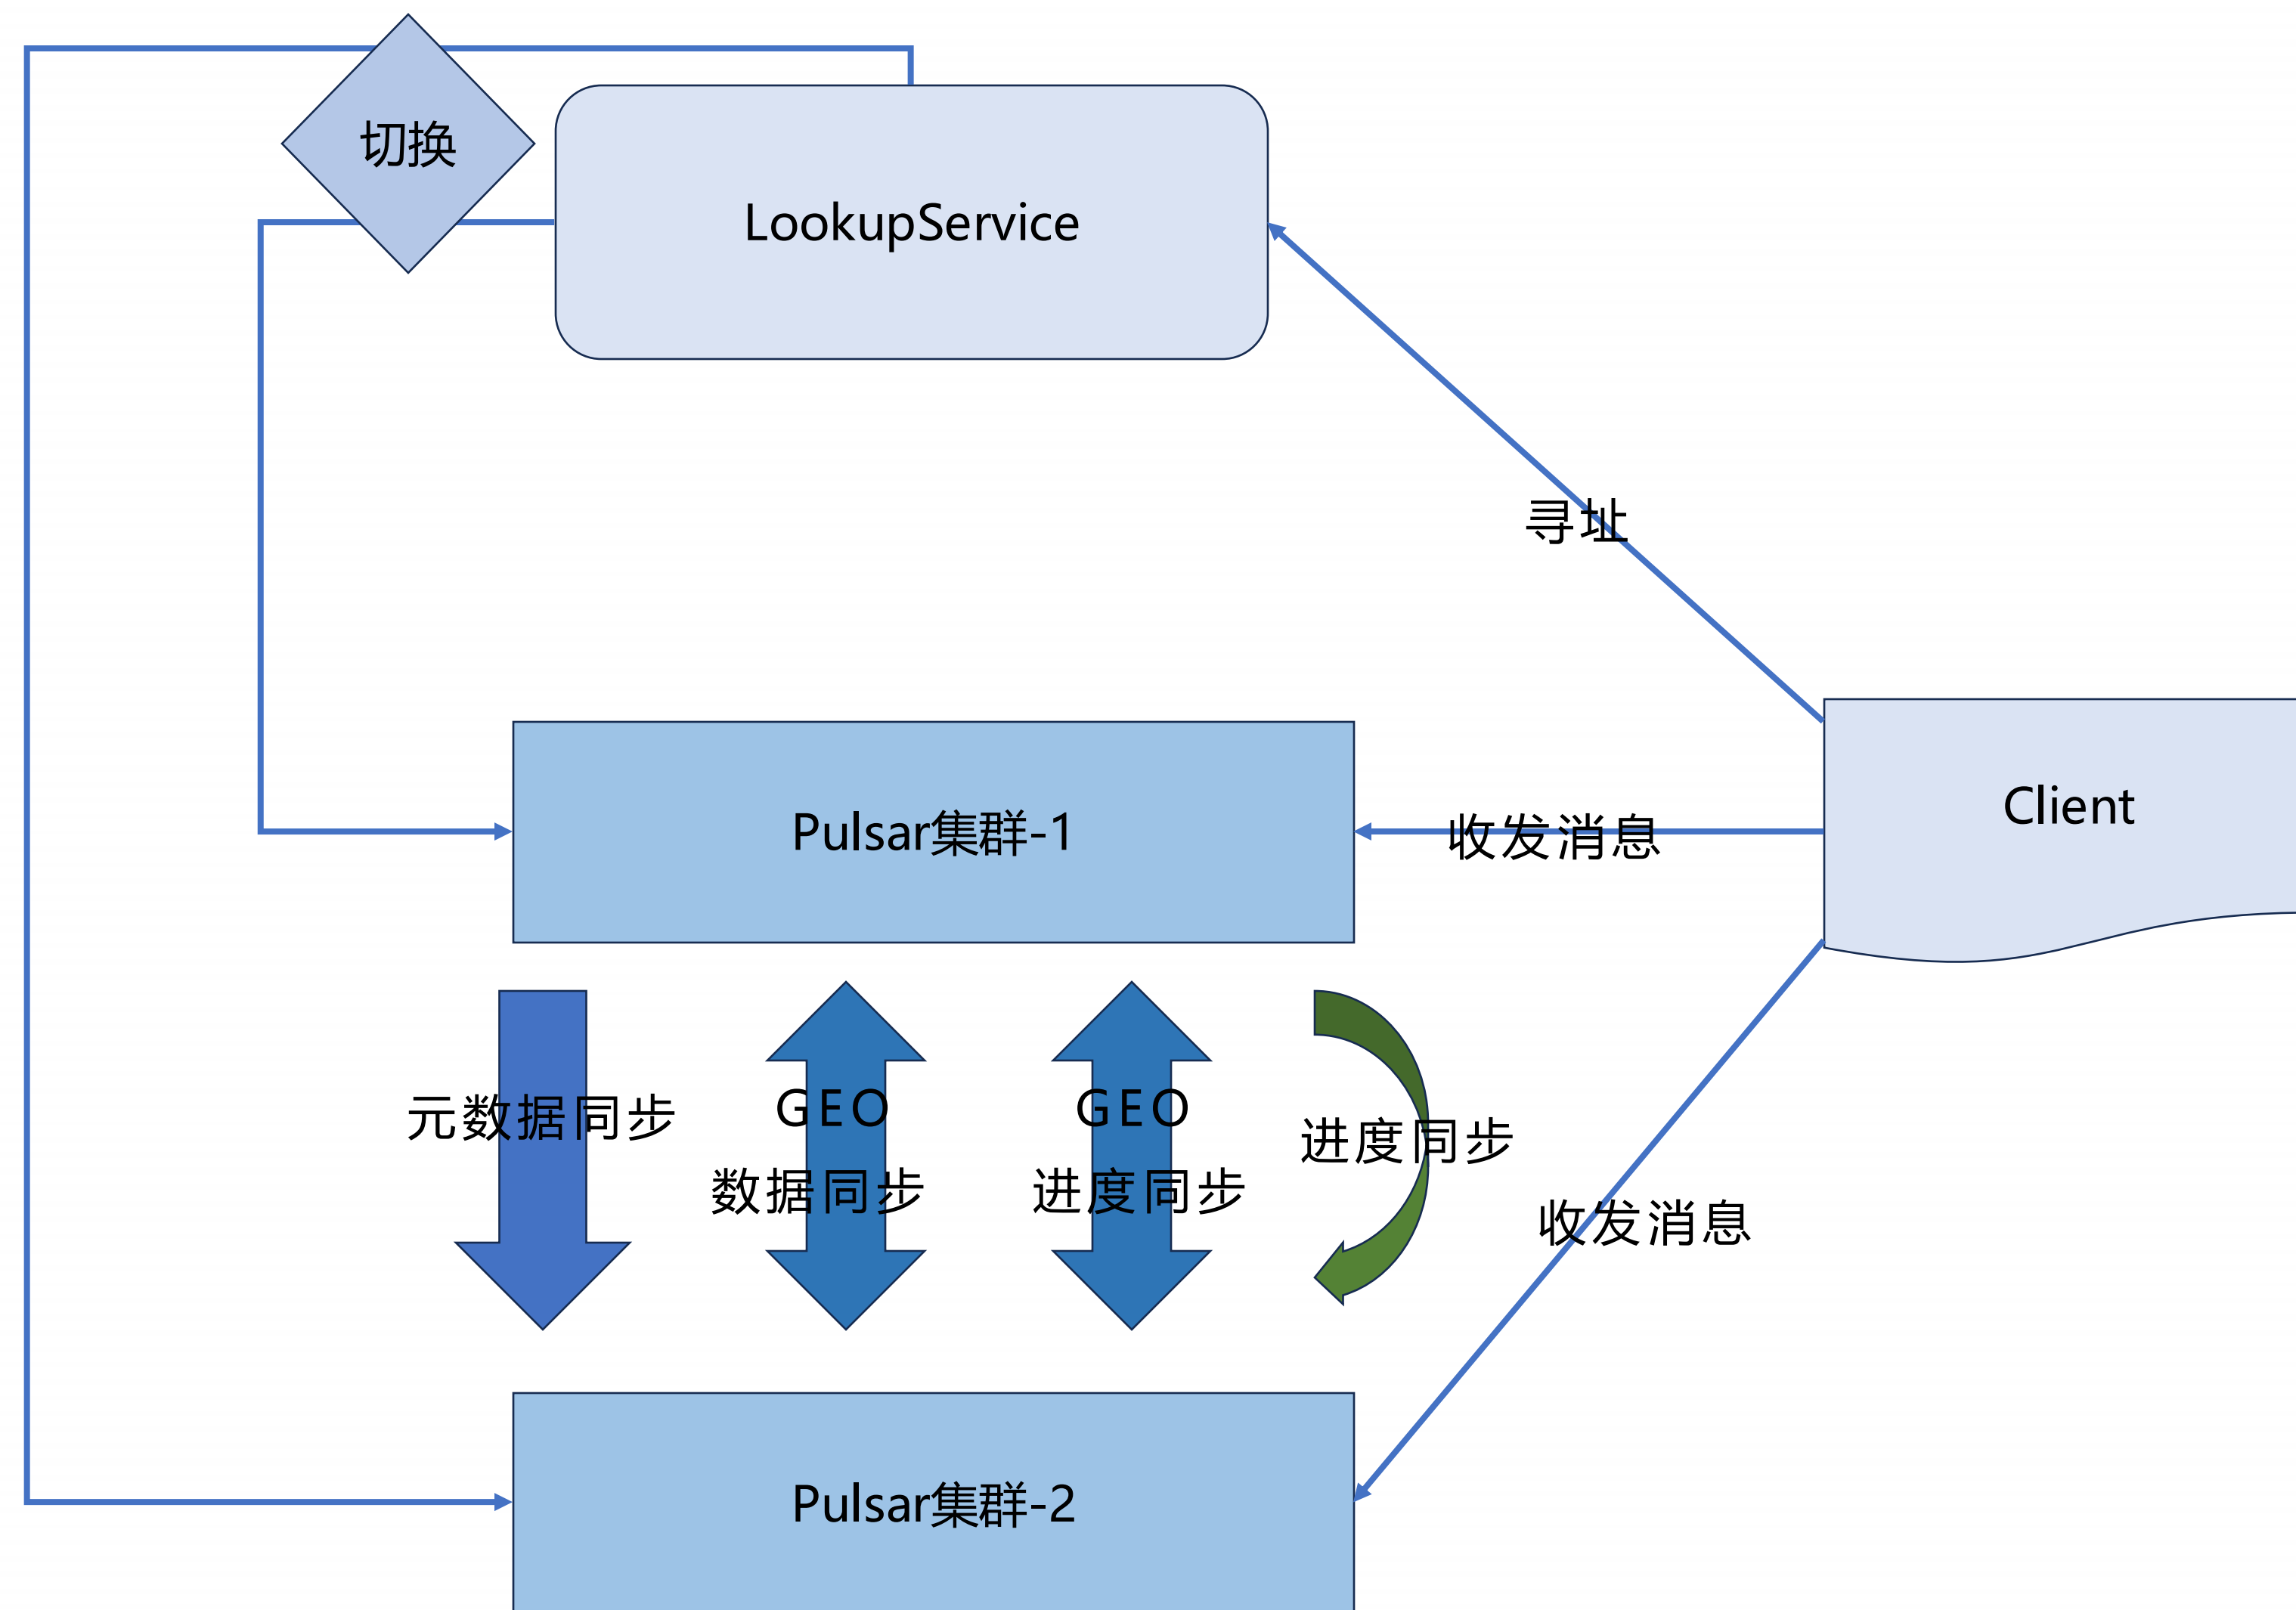 切换
LookupService
寻址
Client
Pulsar集群-1
收发消息
元数据同步
GEO
数据同步
GEO
进度同步
进度同步
收发消息
Pulsar集群-2